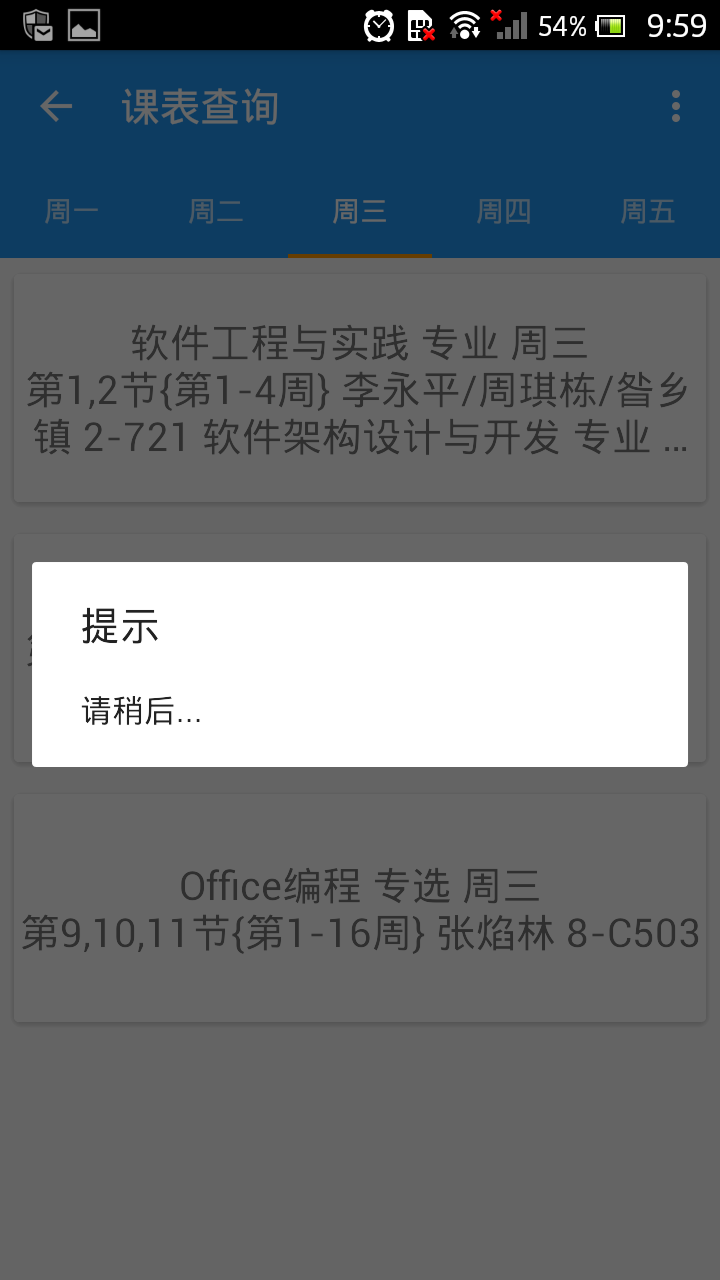 54% 9:59
课表查询
周一 周二 周三 周四 周五
软件工程与实践 专业 周三
第1,2节{第1-4周} 李永平/周琪栋/昝乡
镇 2-721 软件架构设计与开发 专业 ...
提示
请稍后...
Office编程 专选 周三
第9,10,11节{第1-16周} 张焰林 8-C503